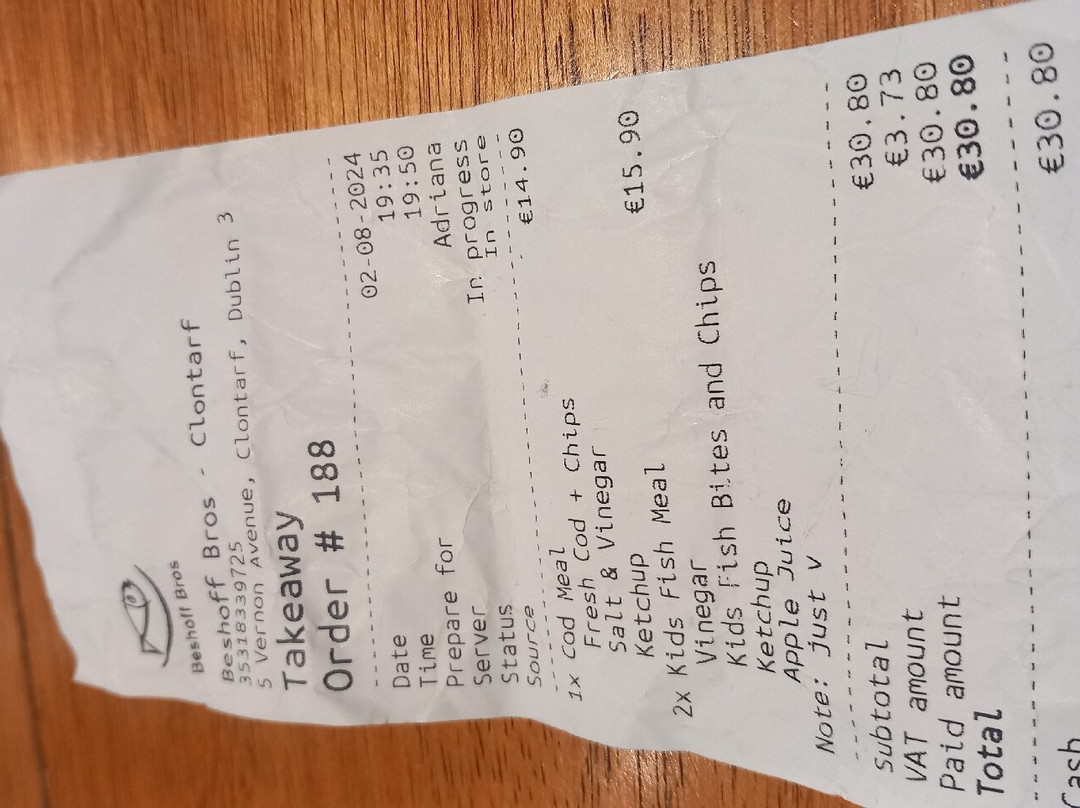 Beshoff Bros
Beshoff Bros - Clontarf
35318339725
5 Vernon Avenue, Clontarf, Dublin 3
Takeaway
Order # 188
Date 02-08-2024
Time 19:35
Prepare for 19:50
Server Adriana
Status In progress
Source In store
1x Cod Meal €14.90
Fresh Cod + Chips
Salt & Vinegar
Ketchup
2x Kids Fish Meal €15.90
Vinegar
Kids Fish Bites and Chips
Ketchup
Apple Juice
Note: just v
Subtotal €30.80
VAT amount €3.73
Paid amount €30.80
Total €30.80
Cash €30.80